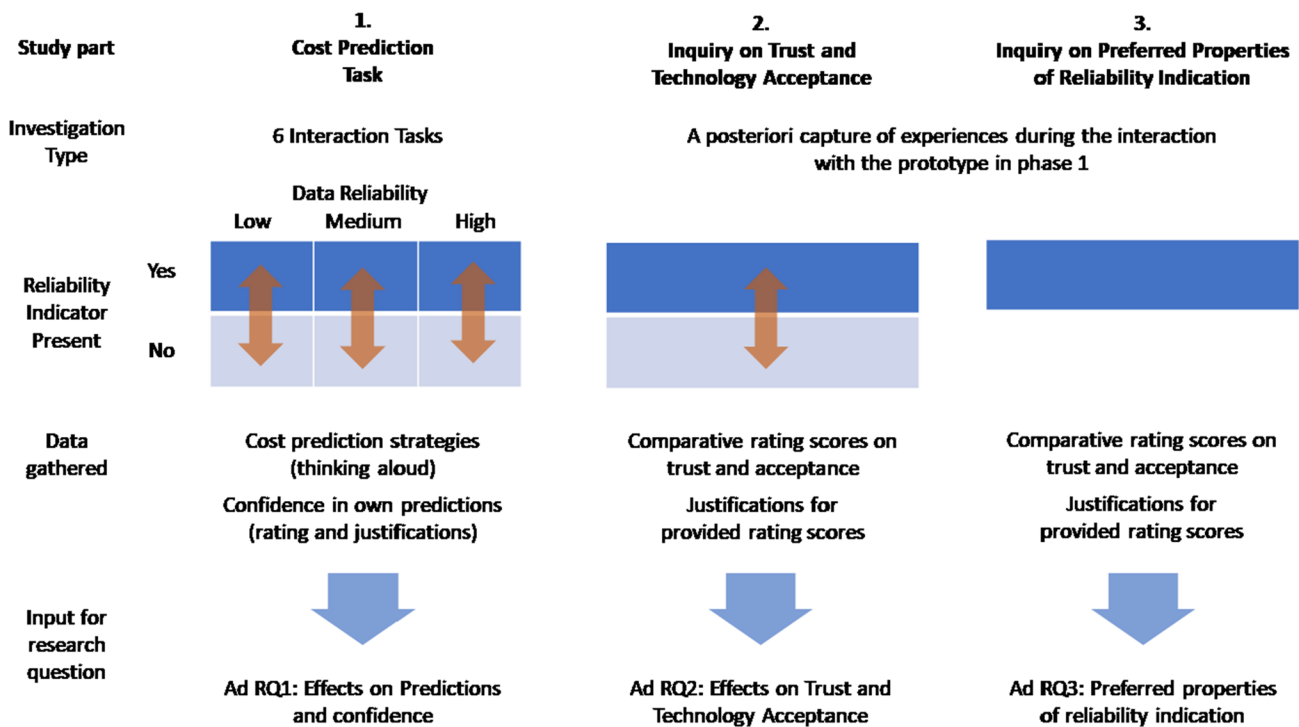 Study part
1.
Cost Prediction
Task
2.
Inquiry on Trust and
Technology Acceptance
3.
Inquiry on Preferred Properties
of Reliability Indication
Investigation
Type
6 Interaction Tasks
A posteriori capture of experiences during the interaction
with the prototype in phase 1
Data Reliability
Low Medium High
Reliability
Indicator
Present
Yes
No
Data
gathered
Cost prediction strategies
(thinking aloud)
Confidence in own predictions
(rating and justifications)
Comparative rating scores on
trust and acceptance
Justifications for
provided rating scores
Comparative rating scores on
trust and acceptance
Justifications for
provided rating scores
Input for
research
question
Ad RQ1: Effects on Predictions
and confidence
Ad RQ2: Effects on Trust and
Technology Acceptance
Ad RQ3: Preferred properties
of reliability indication